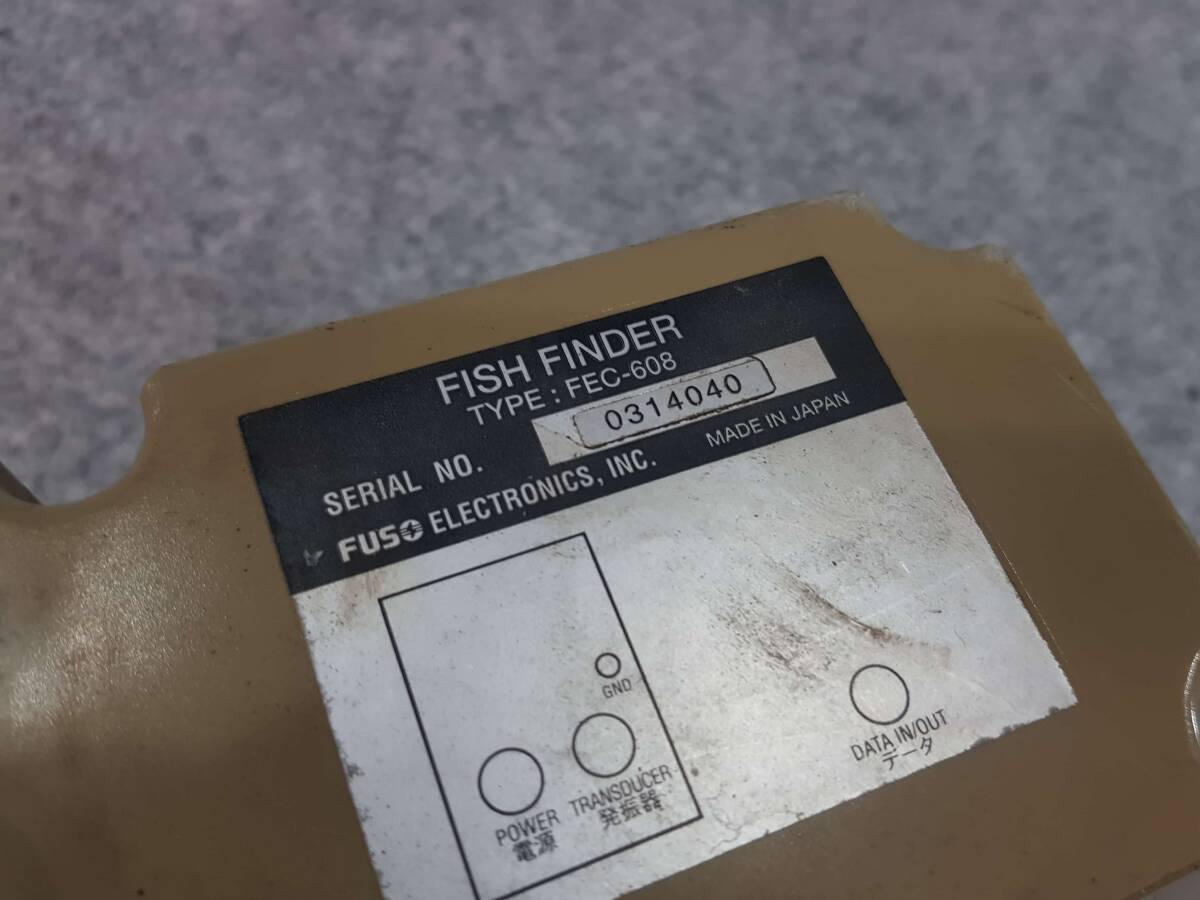 FISH FINDER
TYPE : FEC-608
SERIAL NO. 0314040
FUSO ELECTRONICS, INC. MADE IN JAPAN
GND
POWER
電源
TRANSDUCER
発振器
DATA IN/OUT
データ